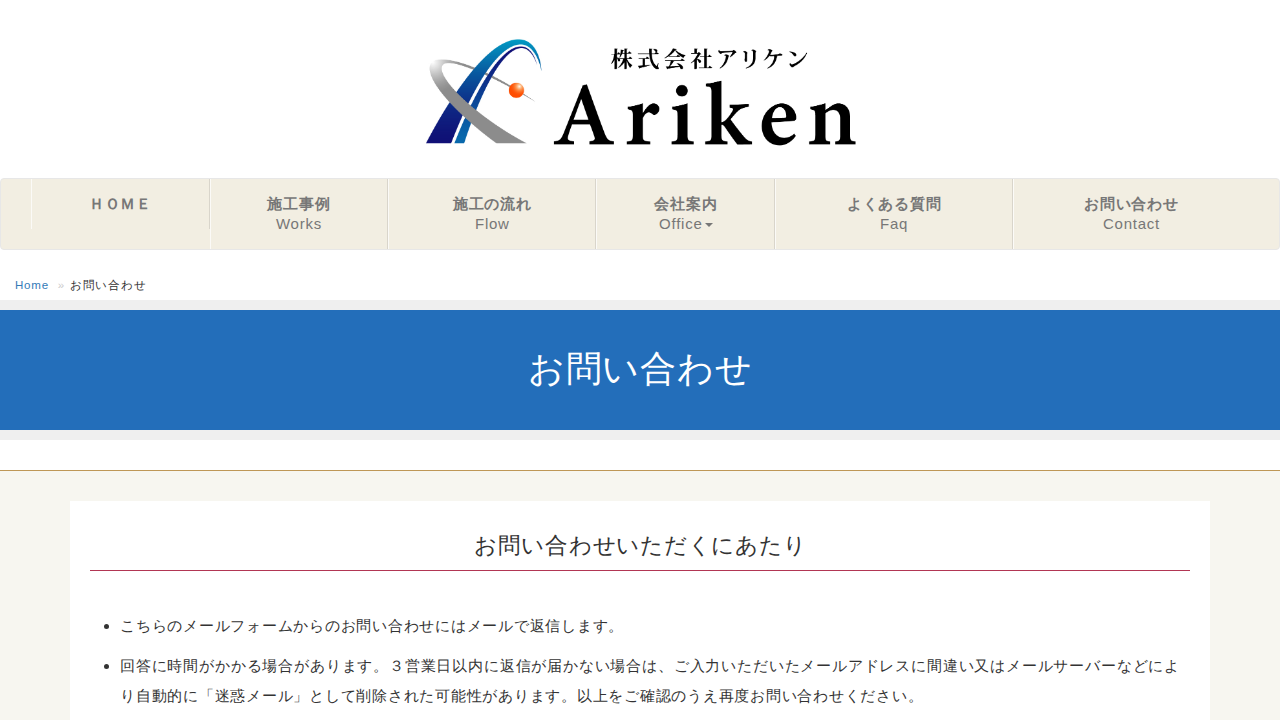 株式会社アリケン
Ariken
ＨＯＭＥ
施工事例
Works
施工の流れ
Flow
会社案内
Office
よくある質問
Faq
お問い合わせ
Contact
Home » お問い合わせ
お問い合わせ
お問い合わせいただくにあたり
• こちらのメールフォームからのお問い合わせにはメールで返信します。
• 回答に時間がかかる場合があります。３営業日以内に返信が届かない場合は、ご入力いただいたメールアドレスに間違い又はメールサーバーなどによ
り自動的に「迷惑メール」として削除された可能性があります。以上をご確認のうえ再度お問い合わせください。